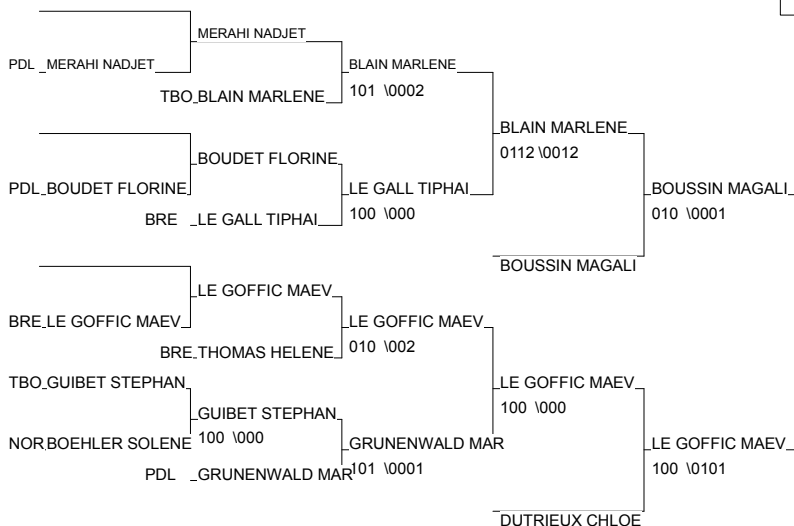 MERAHI NADJET
PDL MERAHI NADJET
BLAIN MARLENE
101 \0002
TBO BLAIN MARLENE
BLAIN MARLENE
0112 \0012
BOUDET FLORINE
PDL BOUDET FLORINE
LE GALL TIPHAI
100 \000
BOUSSIN MAGALI
010 \0001
BRE LE GALL TIPHAI
BOUSSIN MAGALI
LE GOFFIC MAEV
BRE LE GOFFIC MAEV
LE GOFFIC MAEV
010 \002
BRE THOMAS HELENE
TBO GUIBET STEPHAN
LE GOFFIC MAEV
100 \000
GUIBET STEPHAN
100 \000
NOR BOEHLER SOLENE
GRUNENWALD MAR
101 \0001
LE GOFFIC MAEV
100 \0101
PDL GRUNENWALD MAR
DUTRIEUX CHLOE